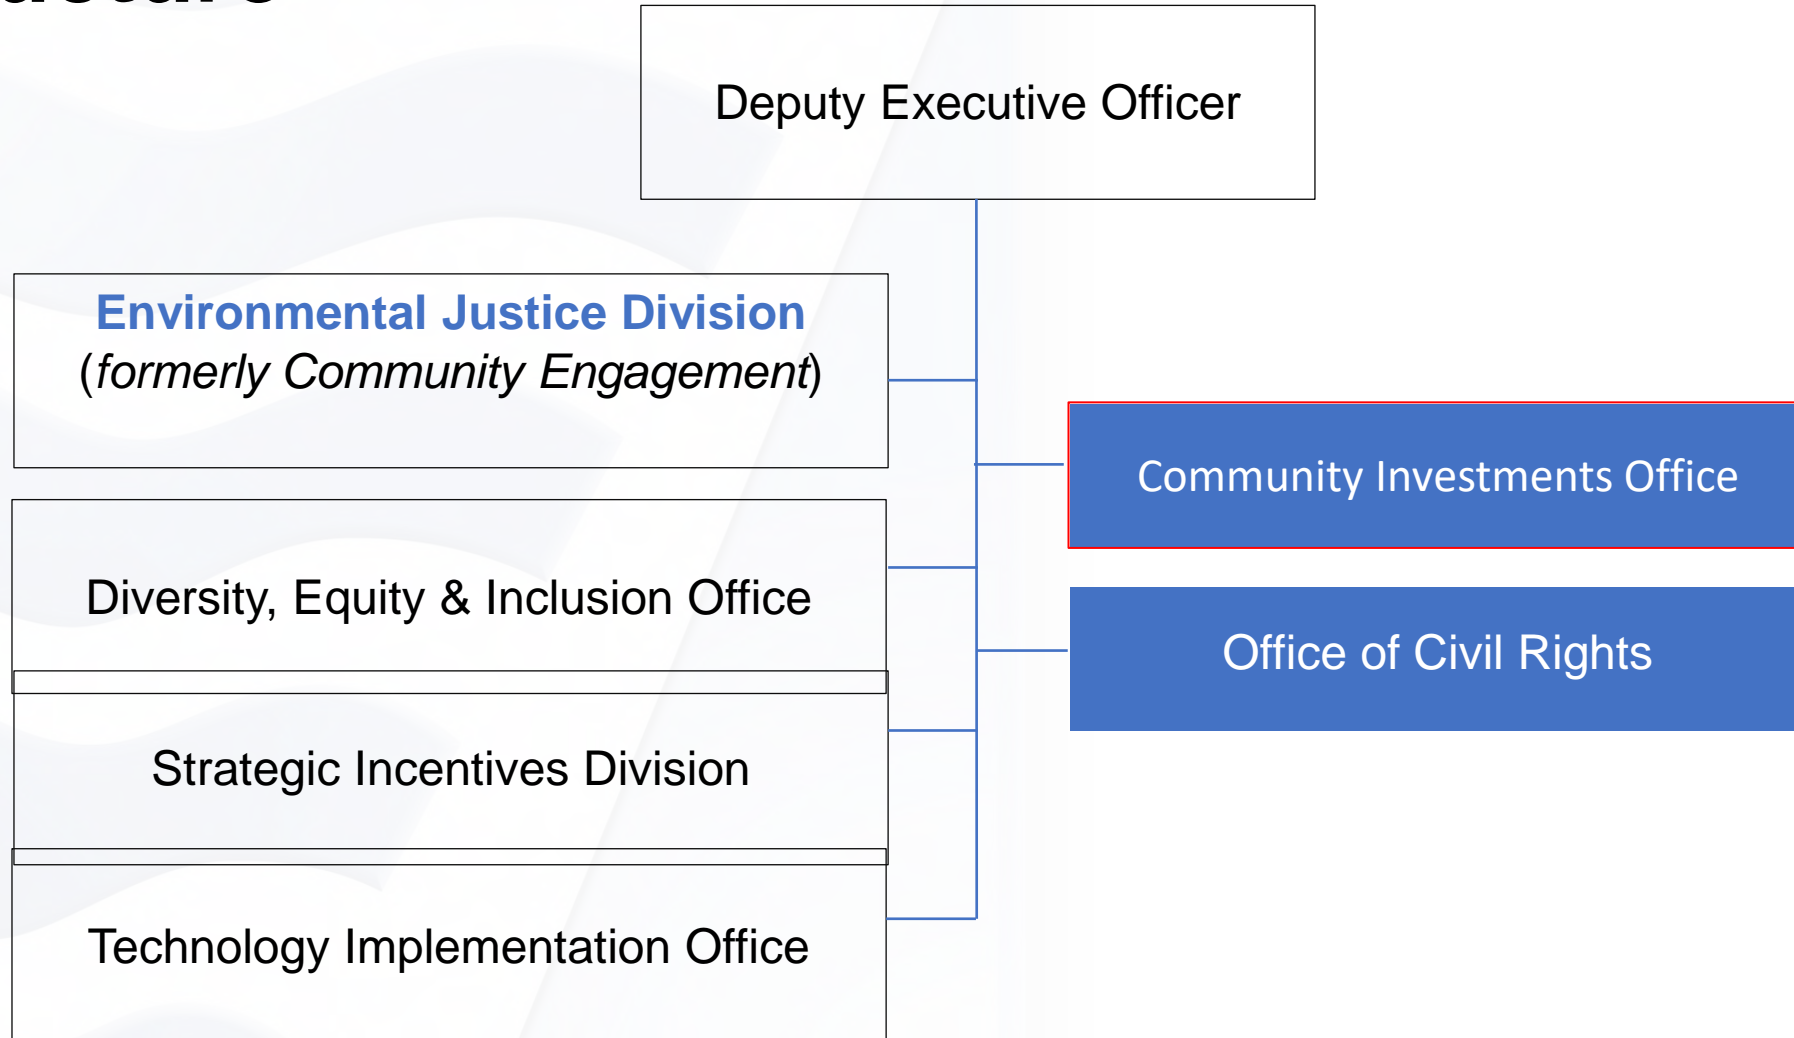 Deputy Executive Officer
Environmental Justice Division
(formerly Community Engagement)
Community Investments Office
Diversity, Equity & Inclusion Office
Office of Civil Rights
Strategic Incentives Division
Technology Implementation Office